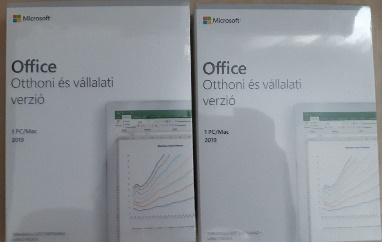 Microsoft
Office
Otthoni és vállalati
verzió
1 PC/Mac
2019
Microsoft
Office
Otthoni és vállalati
verzió
1 PC/Mac
2019